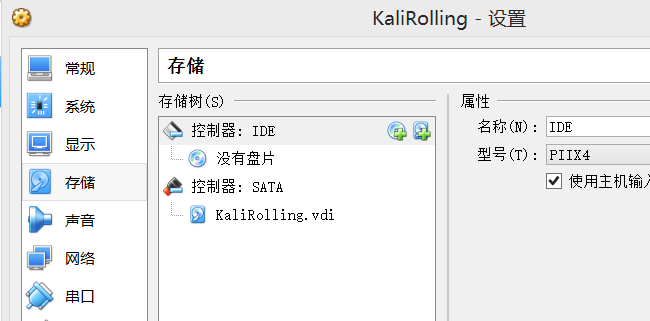 KaliRolling - 设置
常规
系统
显示
存储
声音
网络
串口
存储
存储树(S)
控制器: IDE
没有盘片
控制器: SATA
KaliRolling.vdi
属性
名称(N): IDE
型号(T): PIIX4
使用主机输入